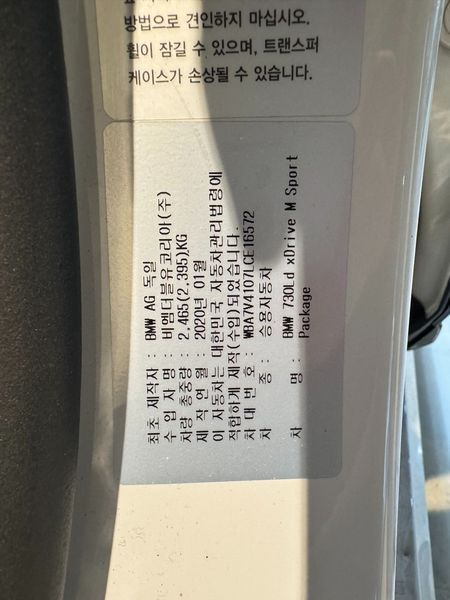 방법으로 견인하지 마십시오.
휠이 잠길 수 있으며, 트랜스퍼
케이스가 손상될 수 있습니다.
최초 제작자 : BMW AG 독일
수 입 자 명 : 비엠더블유코리아(주)
차량 총중량 : 2,465(2,395)KG
제 작 연 월 : 2020년 01월
이 자동차는 대한민국 자동차관리법령에
적합하게 제작(수입)되었습니다.
차 대 번 호 : WBA7V4107LCE16572
차 종 : 승용자동차
차 명 : BMW 730Ld xDrive M Sport
Package